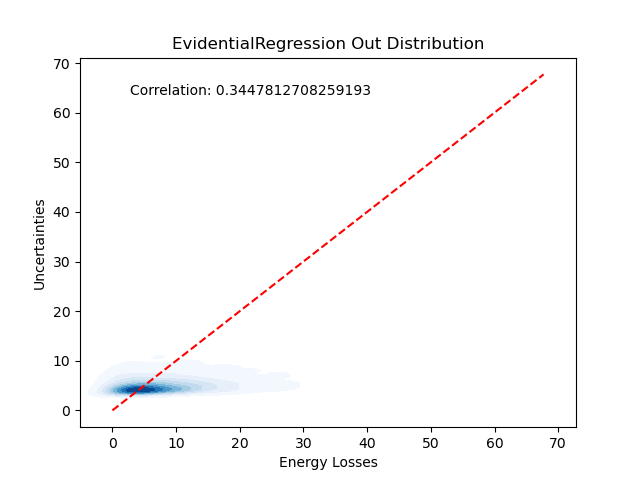 EvidentialRegression Out Distribution
Correlation: 0.3447812708259193
70
60
50
40
30
20
10
0
Uncertainties
0 10 20 30 40 50 60 70
Energy Losses